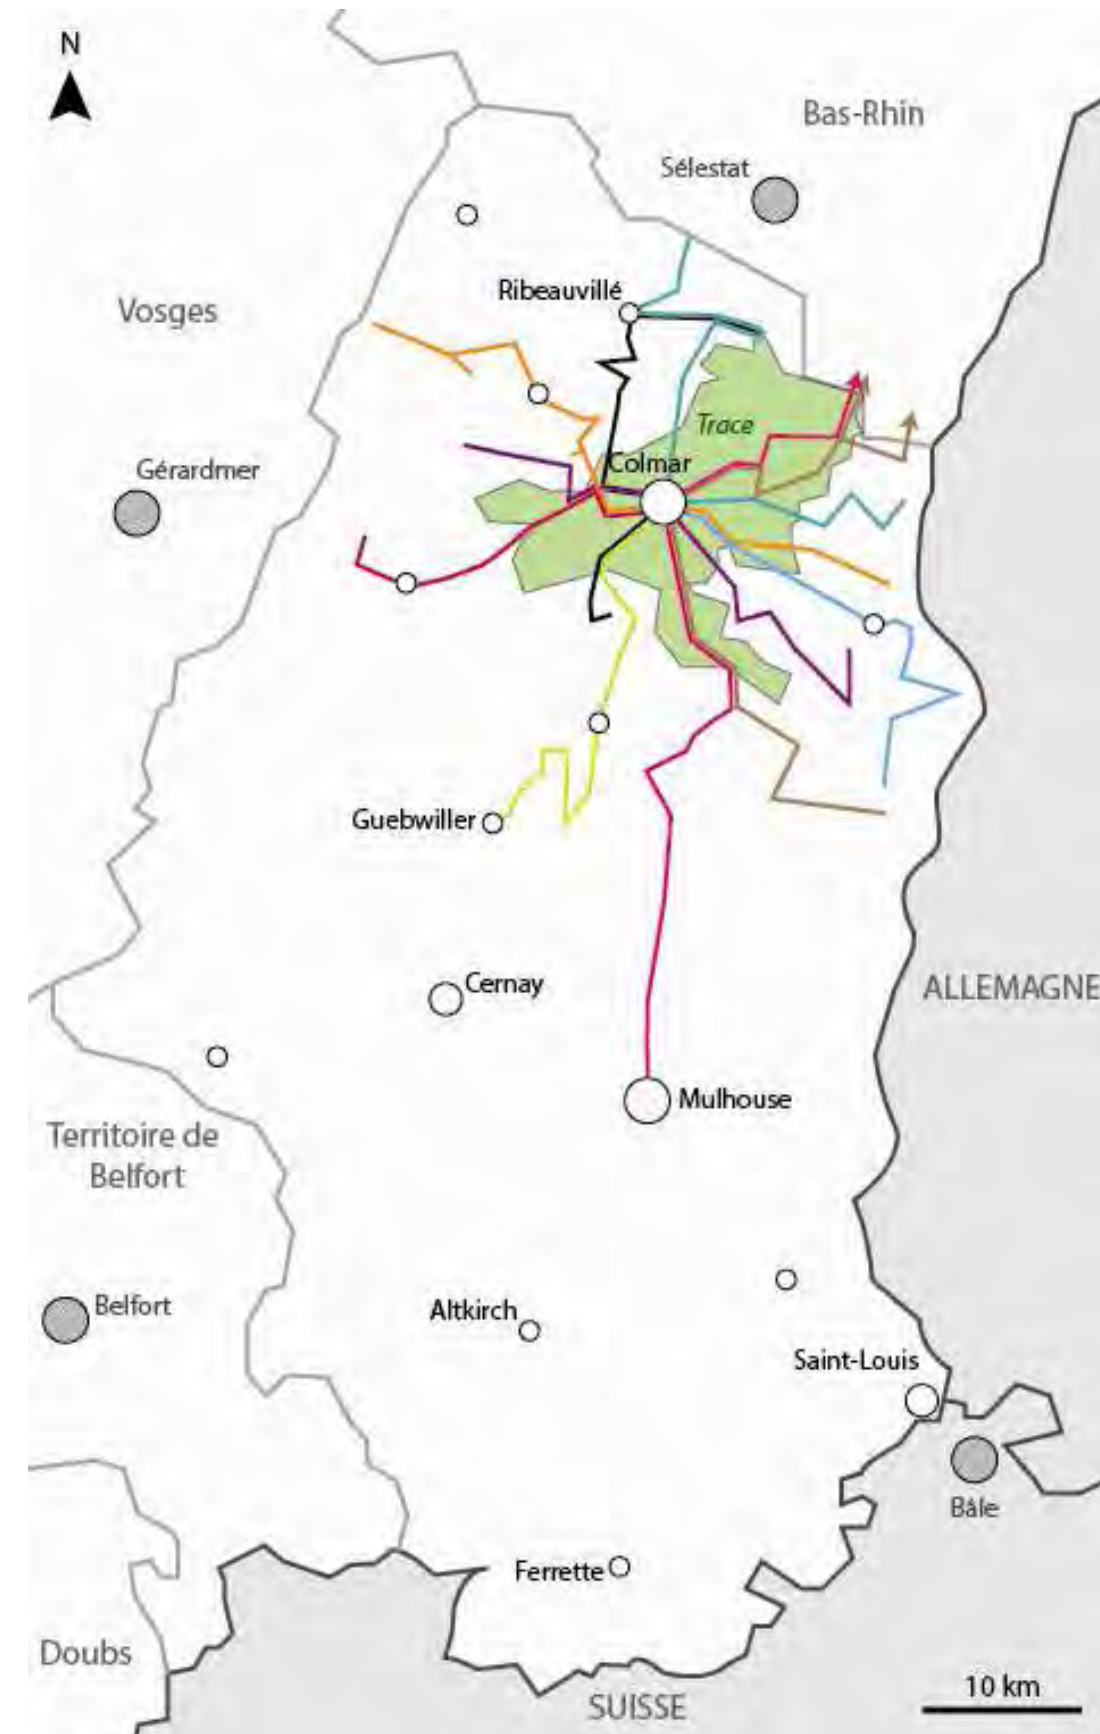 N
Bas-Rhin
Sélestat
Ribeauvillé
Vosges
Trace
Colmar
Gérardmer
Guebwiller
Cernay
ALLEMAGNE
Mulhouse
Territoire de
Belfort
Belfort
Altkirch
Saint-Louis
Bâle
Ferrette
Doubs
10 km
SUISSE